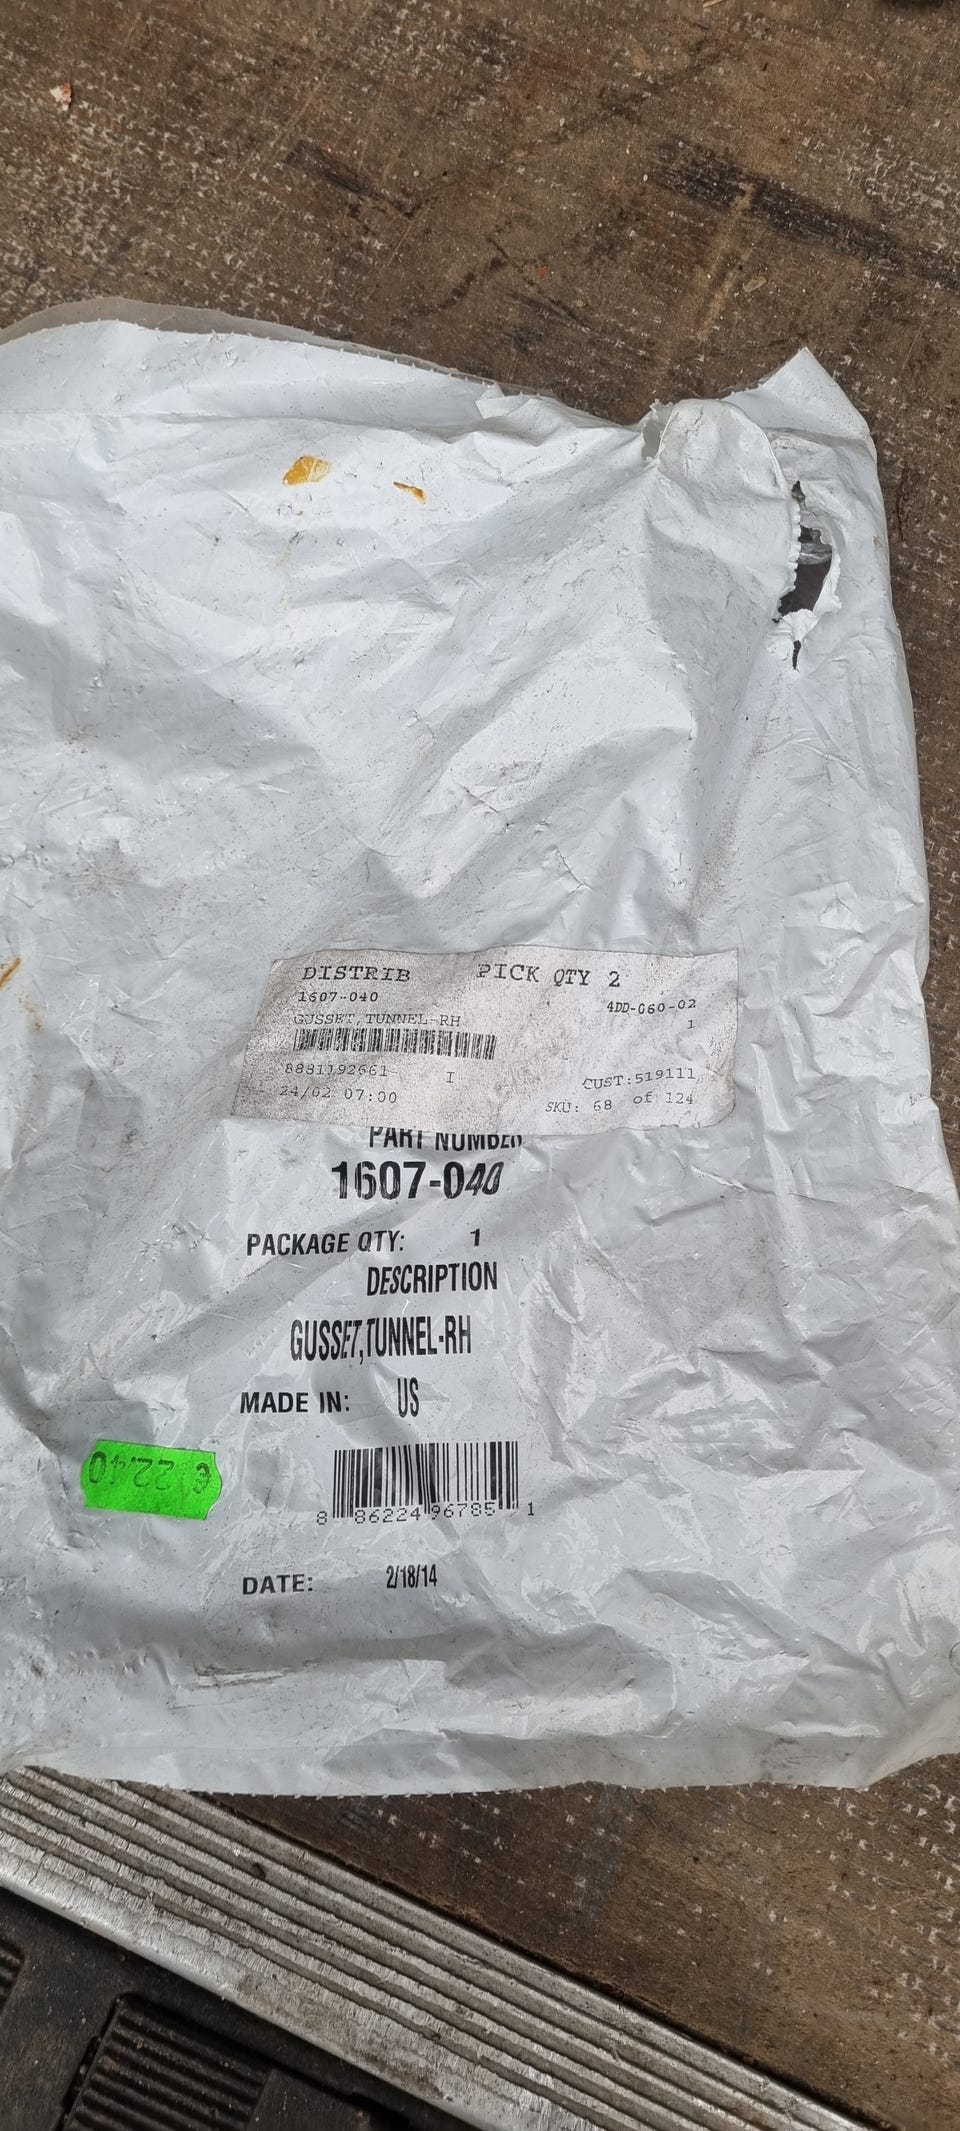 DISTRIB PICK QTY 2
1607-040 4DD-060-02
GUSSET,TUNNEL-RH 1
8881192661 I CUST:519111
24/02 07:00 SKU: 68 of 124
PART NUMBER
1607-040
PACKAGE QTY: 1
DESCRIPTION
GUSSET,TUNNEL-RH
MADE IN: US
€ 22.40
8 86224 96785 1
DATE: 2/18/14